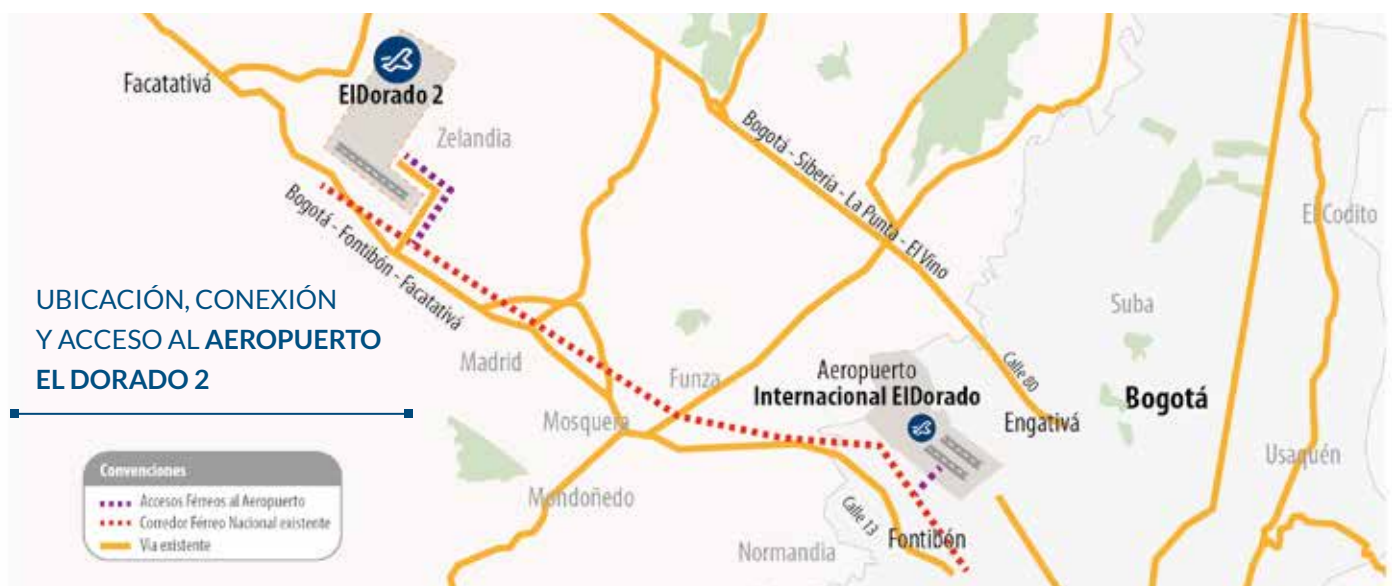 Facatativá
ElDorado 2
Zelandia
Bogotá - Siberia - La Punta - El Vino
Bogotá - Fontibón - Facatativá
El Codito
UBICACIÓN, CONEXIÓN
Y ACCESO AL AEROPUERTO
EL DORADO 2
Suba
Madrid
Funza
Aeropuerto
Internacional ElDorado
Calle 80
Bogotá
Mosquera
Engativá
Usaquén
Convenciones
Accesos Férreos al Aeropuerto
Corredor Férreo Nacional existente
Via existente
Mondoñedo
Calle 13
Fontibón
Normandia